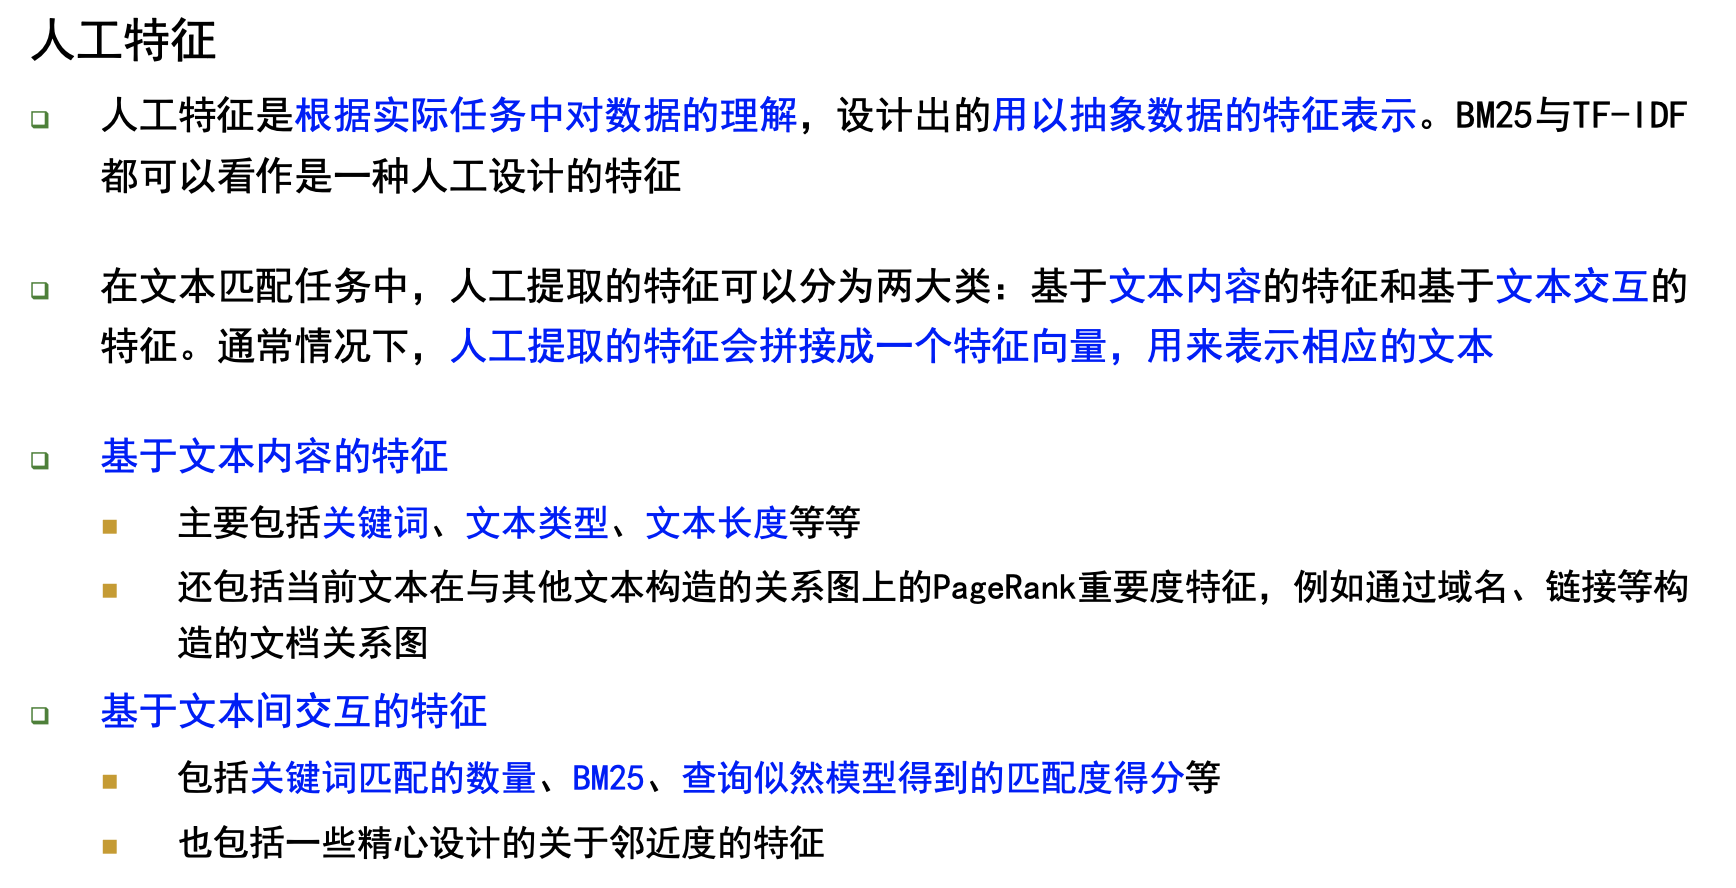 人工特征
人工特征是根据实际任务中对数据的理解，设计出的用以抽象数据的特征表示。BM25与TF-IDF
都可以看作是一种人工设计的特征
在文本匹配任务中，人工提取的特征可以分为两大类：基于文本内容的特征和基于文本交互的
特征。通常情况下，人工提取的特征会拼接成一个特征向量，用来表示相应的文本
基于文本内容的特征
主要包括关键词、文本类型、文本长度等等
还包括当前文本在与其他文本构造的关系图上的PageRank重要度特征，例如通过域名、链接等构
造的文档关系图
基于文本间交互的特征
包括关键词匹配的数量、BM25、查询似然模型得到的匹配度得分等
也包括一些精心设计的关于邻近度的特征